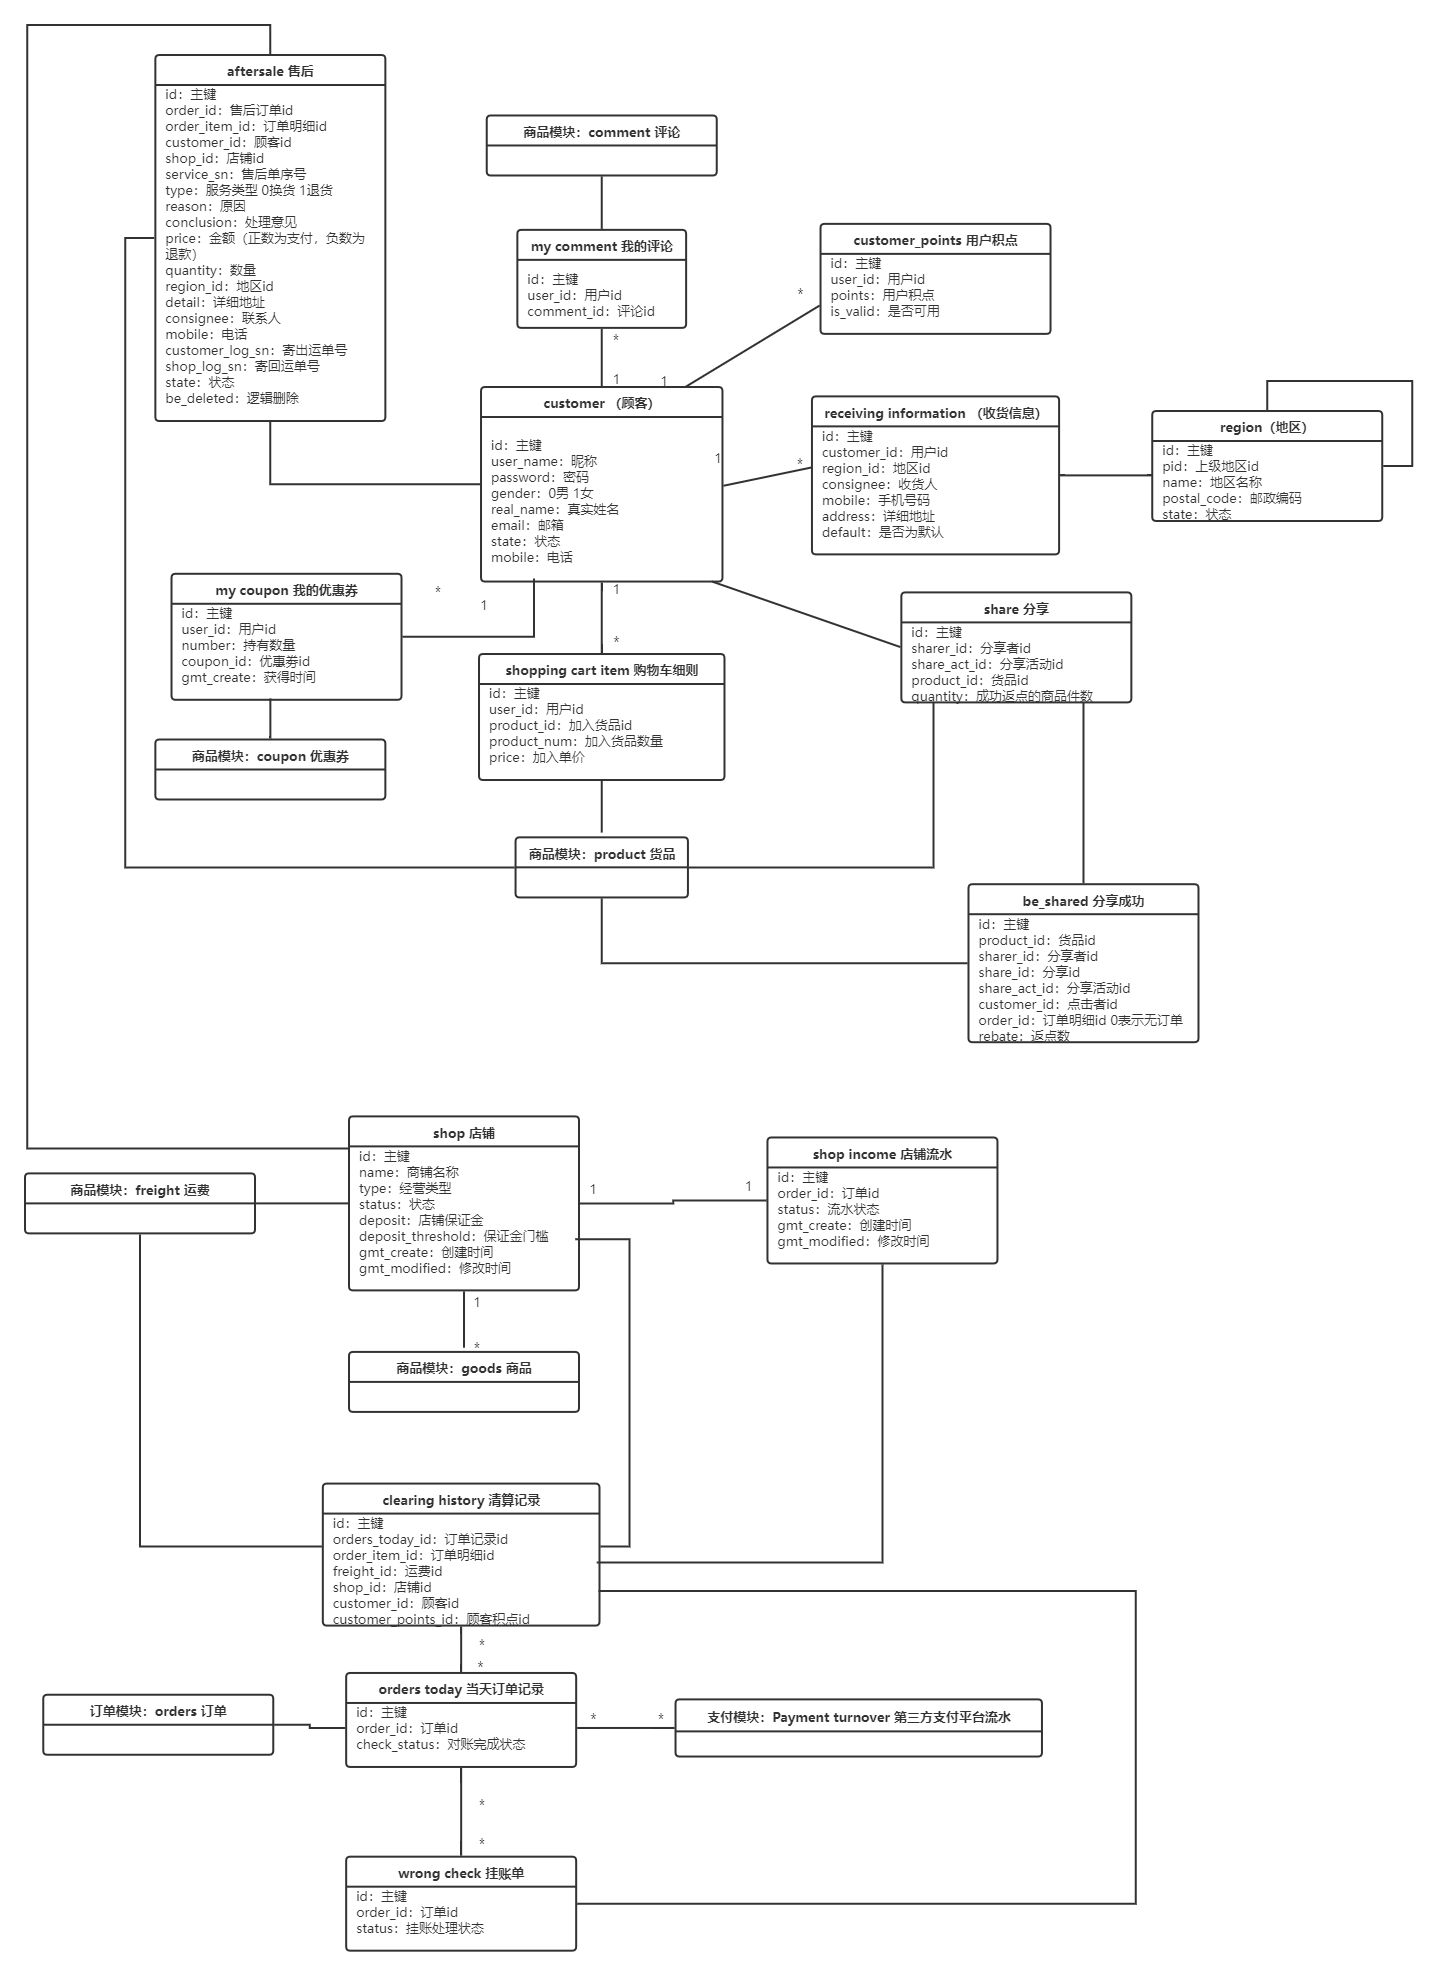 aftersale 售后
id：主键
order_id：售后订单id
order_item_id：订单明细id
customer_id：顾客id
shop_id：店铺id
service_sn：售后单序号
type：服务类型 0换货 1退货
reason：原因
conclusion：处理意见
price：金额（正数为支付，负数为
退款）
quantity：数量
region_id：地区id
detail：详细地址
consignee：联系人
mobile：电话
customer_log_sn：寄出运单号
shop_log_sn：寄回运单号
state：状态
be_deleted：逻辑删除
商品模块：comment 评论
my comment 我的评论
id：主键
user_id：用户id
comment_id：评论id
*
1
customer_points 用户积点
id：主键
user_id：用户id
points：用户积点
is_valid：是否可用
*
1
customer （顾客）
id：主键
user_name：昵称
password：密码
gender：0男 1女
real_name：真实姓名
email：邮箱
state：状态
mobile：电话
1
*
receiving information （收货信息）
id：主键
customer_id：用户id
region_id：地区id
consignee：收货人
mobile：手机号码
address：详细地址
default：是否为默认
region（地区）
id：主键
pid：上级地区id
name：地区名称
postal_code：邮政编码
state：状态
my coupon 我的优惠券
id：主键
user_id：用户id
number：持有数量
coupon_id：优惠券id
gmt_create：获得时间
*
1
商品模块：coupon 优惠券
1
*
shopping cart item 购物车细则
id：主键
user_id：用户id
product_id：加入货品id
product_num：加入货品数量
price：加入单价
share 分享
id：主键
sharer_id：分享者id
share_act_id：分享活动id
product_id：货品id
quantity：成功返点的商品件数
商品模块：product 货品
be_shared 分享成功
id：主键
product_id：货品id
sharer_id：分享者id
share_id：分享id
share_act_id：分享活动id
customer_id：点击者id
order_id：订单明细id 0表示无订单
rebate：返点数
shop 店铺
id：主键
name：商铺名称
type：经营类型
status：状态
deposit：店铺保证金
deposit_threshold：保证金门槛
gmt_create：创建时间
gmt_modified：修改时间
1
1
shop income 店铺流水
id：主键
order_id：订单id
status：流水状态
gmt_create：创建时间
gmt_modified：修改时间
商品模块：freight 运费
1
*
商品模块：goods 商品
clearing history 清算记录
id：主键
orders_today_id：订单记录id
order_item_id：订单明细id
freight_id：运费id
shop_id：店铺id
customer_id：顾客id
customer_points_id：顾客积点id
*
*
orders today 当天订单记录
id：主键
order_id：订单id
check_status：对账完成状态
订单模块：orders 订单
*
*
支付模块：Payment turnover 第三方支付平台流水
*
*
wrong check 挂账单
id：主键
order_id：订单id
status：挂账处理状态